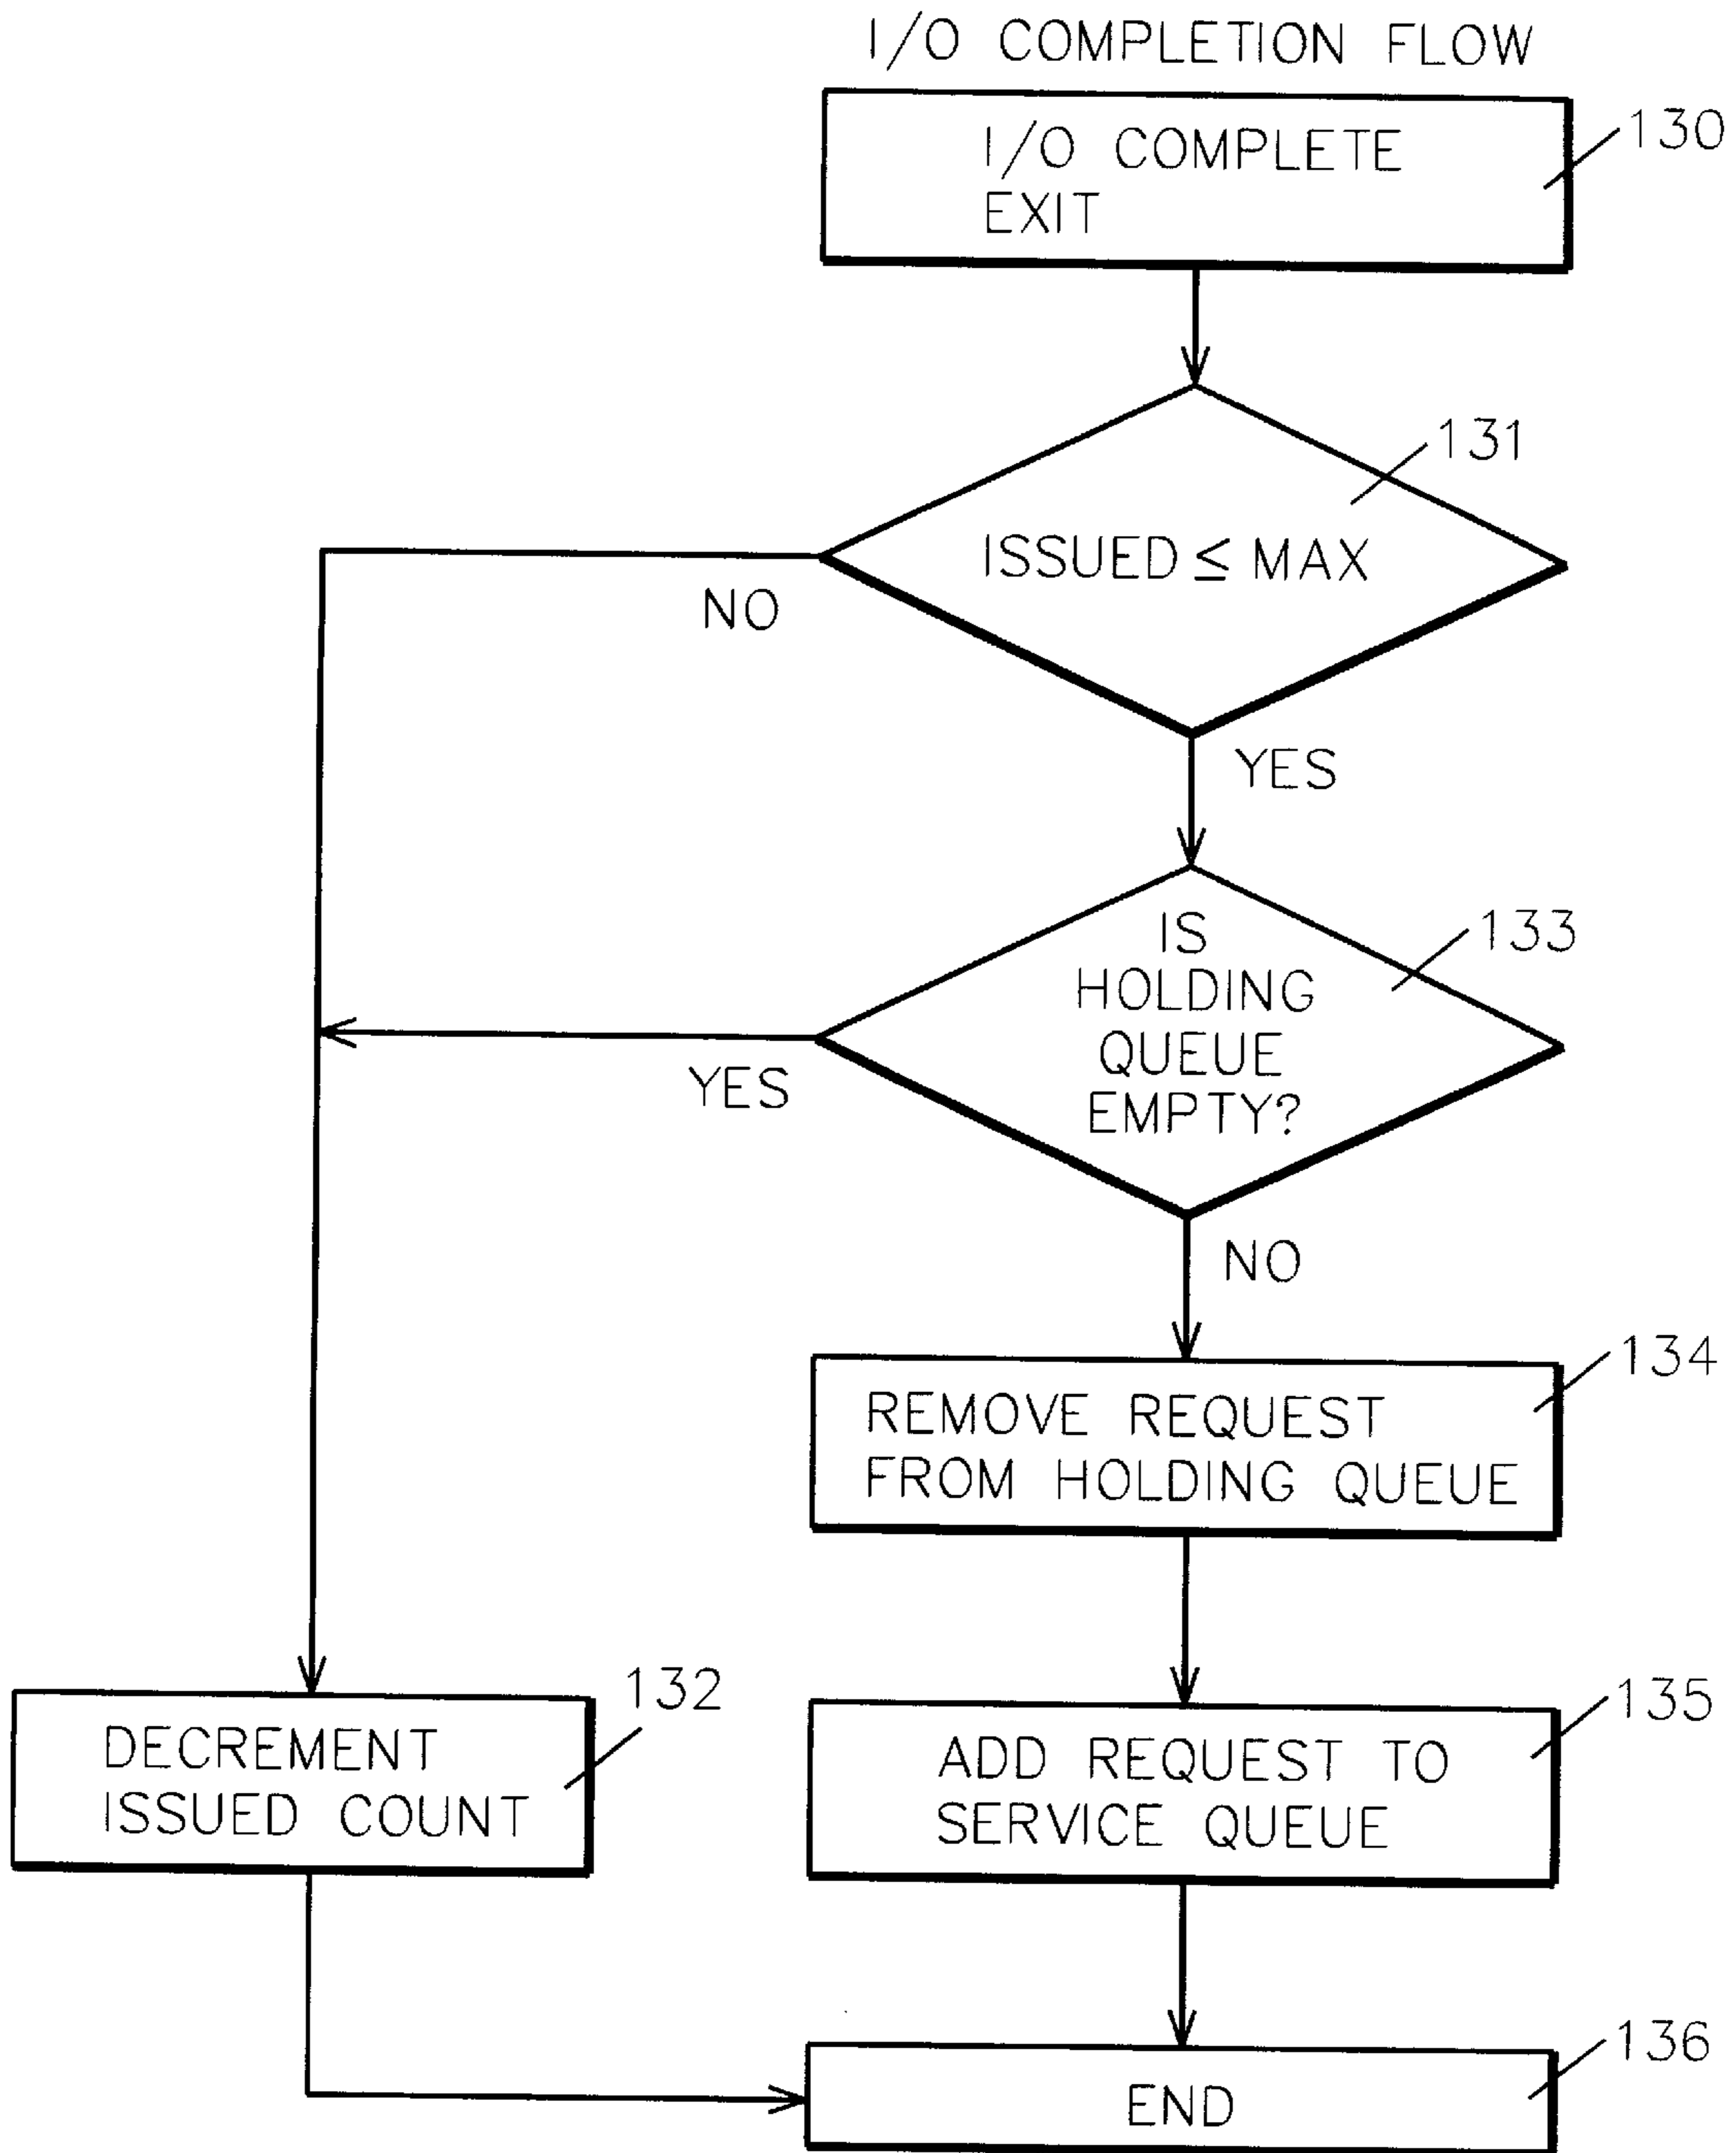 I/O COMPLETION FLOW
I/O COMPLETE
EXIT
130
131
ISSUED ≤ MAX
NO
YES
133
IS
HOLDING
QUEUE
EMPTY?
YES
NO
134
REMOVE REQUEST
FROM HOLDING QUEUE
132
DECREMENT
ISSUED COUNT
135
ADD REQUEST TO
SERVICE QUEUE
136
END